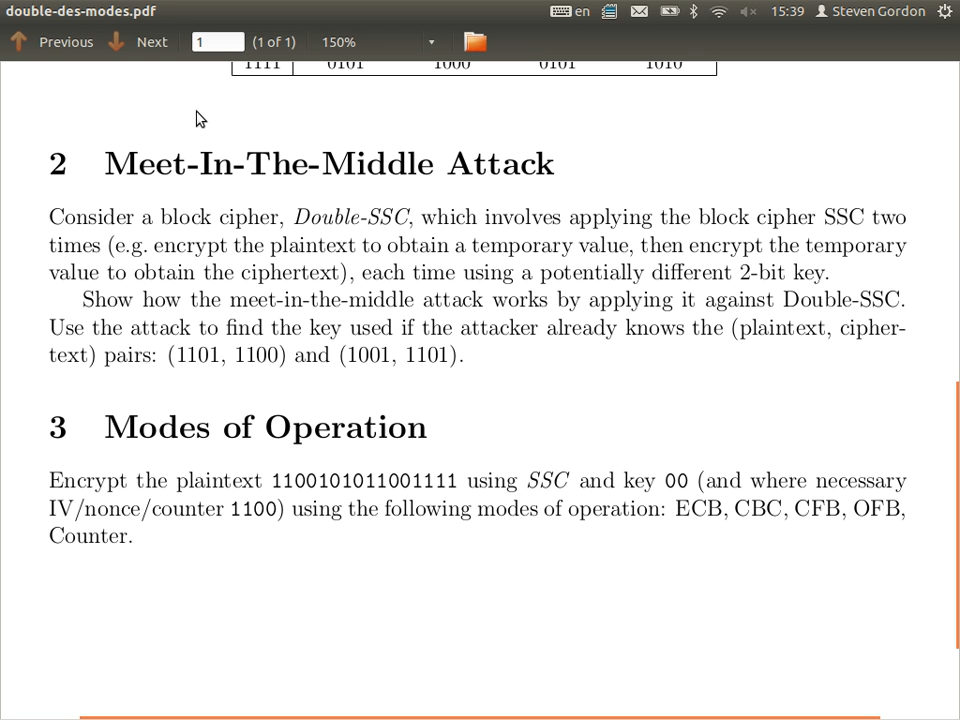 double-des-modes.pdf en 15:39 Steven Gordon
Previous Next 1 (1 of 1) 150%
1111 0101 1000 0101 1010
2 Meet-In-The-Middle Attack
Consider a block cipher, Double-SSC, which involves applying the block cipher SSC two
times (e.g. encrypt the plaintext to obtain a temporary value, then encrypt the temporary
value to obtain the ciphertext), each time using a potentially different 2-bit key.
Show how the meet-in-the-middle attack works by applying it against Double-SSC.
Use the attack to find the key used if the attacker already knows the (plaintext, cipher-
text) pairs: (1101, 1100) and (1001, 1101).
3 Modes of Operation
Encrypt the plaintext 1100101011001111 using SSC and key 00 (and where necessary
IV/nonce/counter 1100) using the following modes of operation: ECB, CBC, CFB, OFB,
Counter.